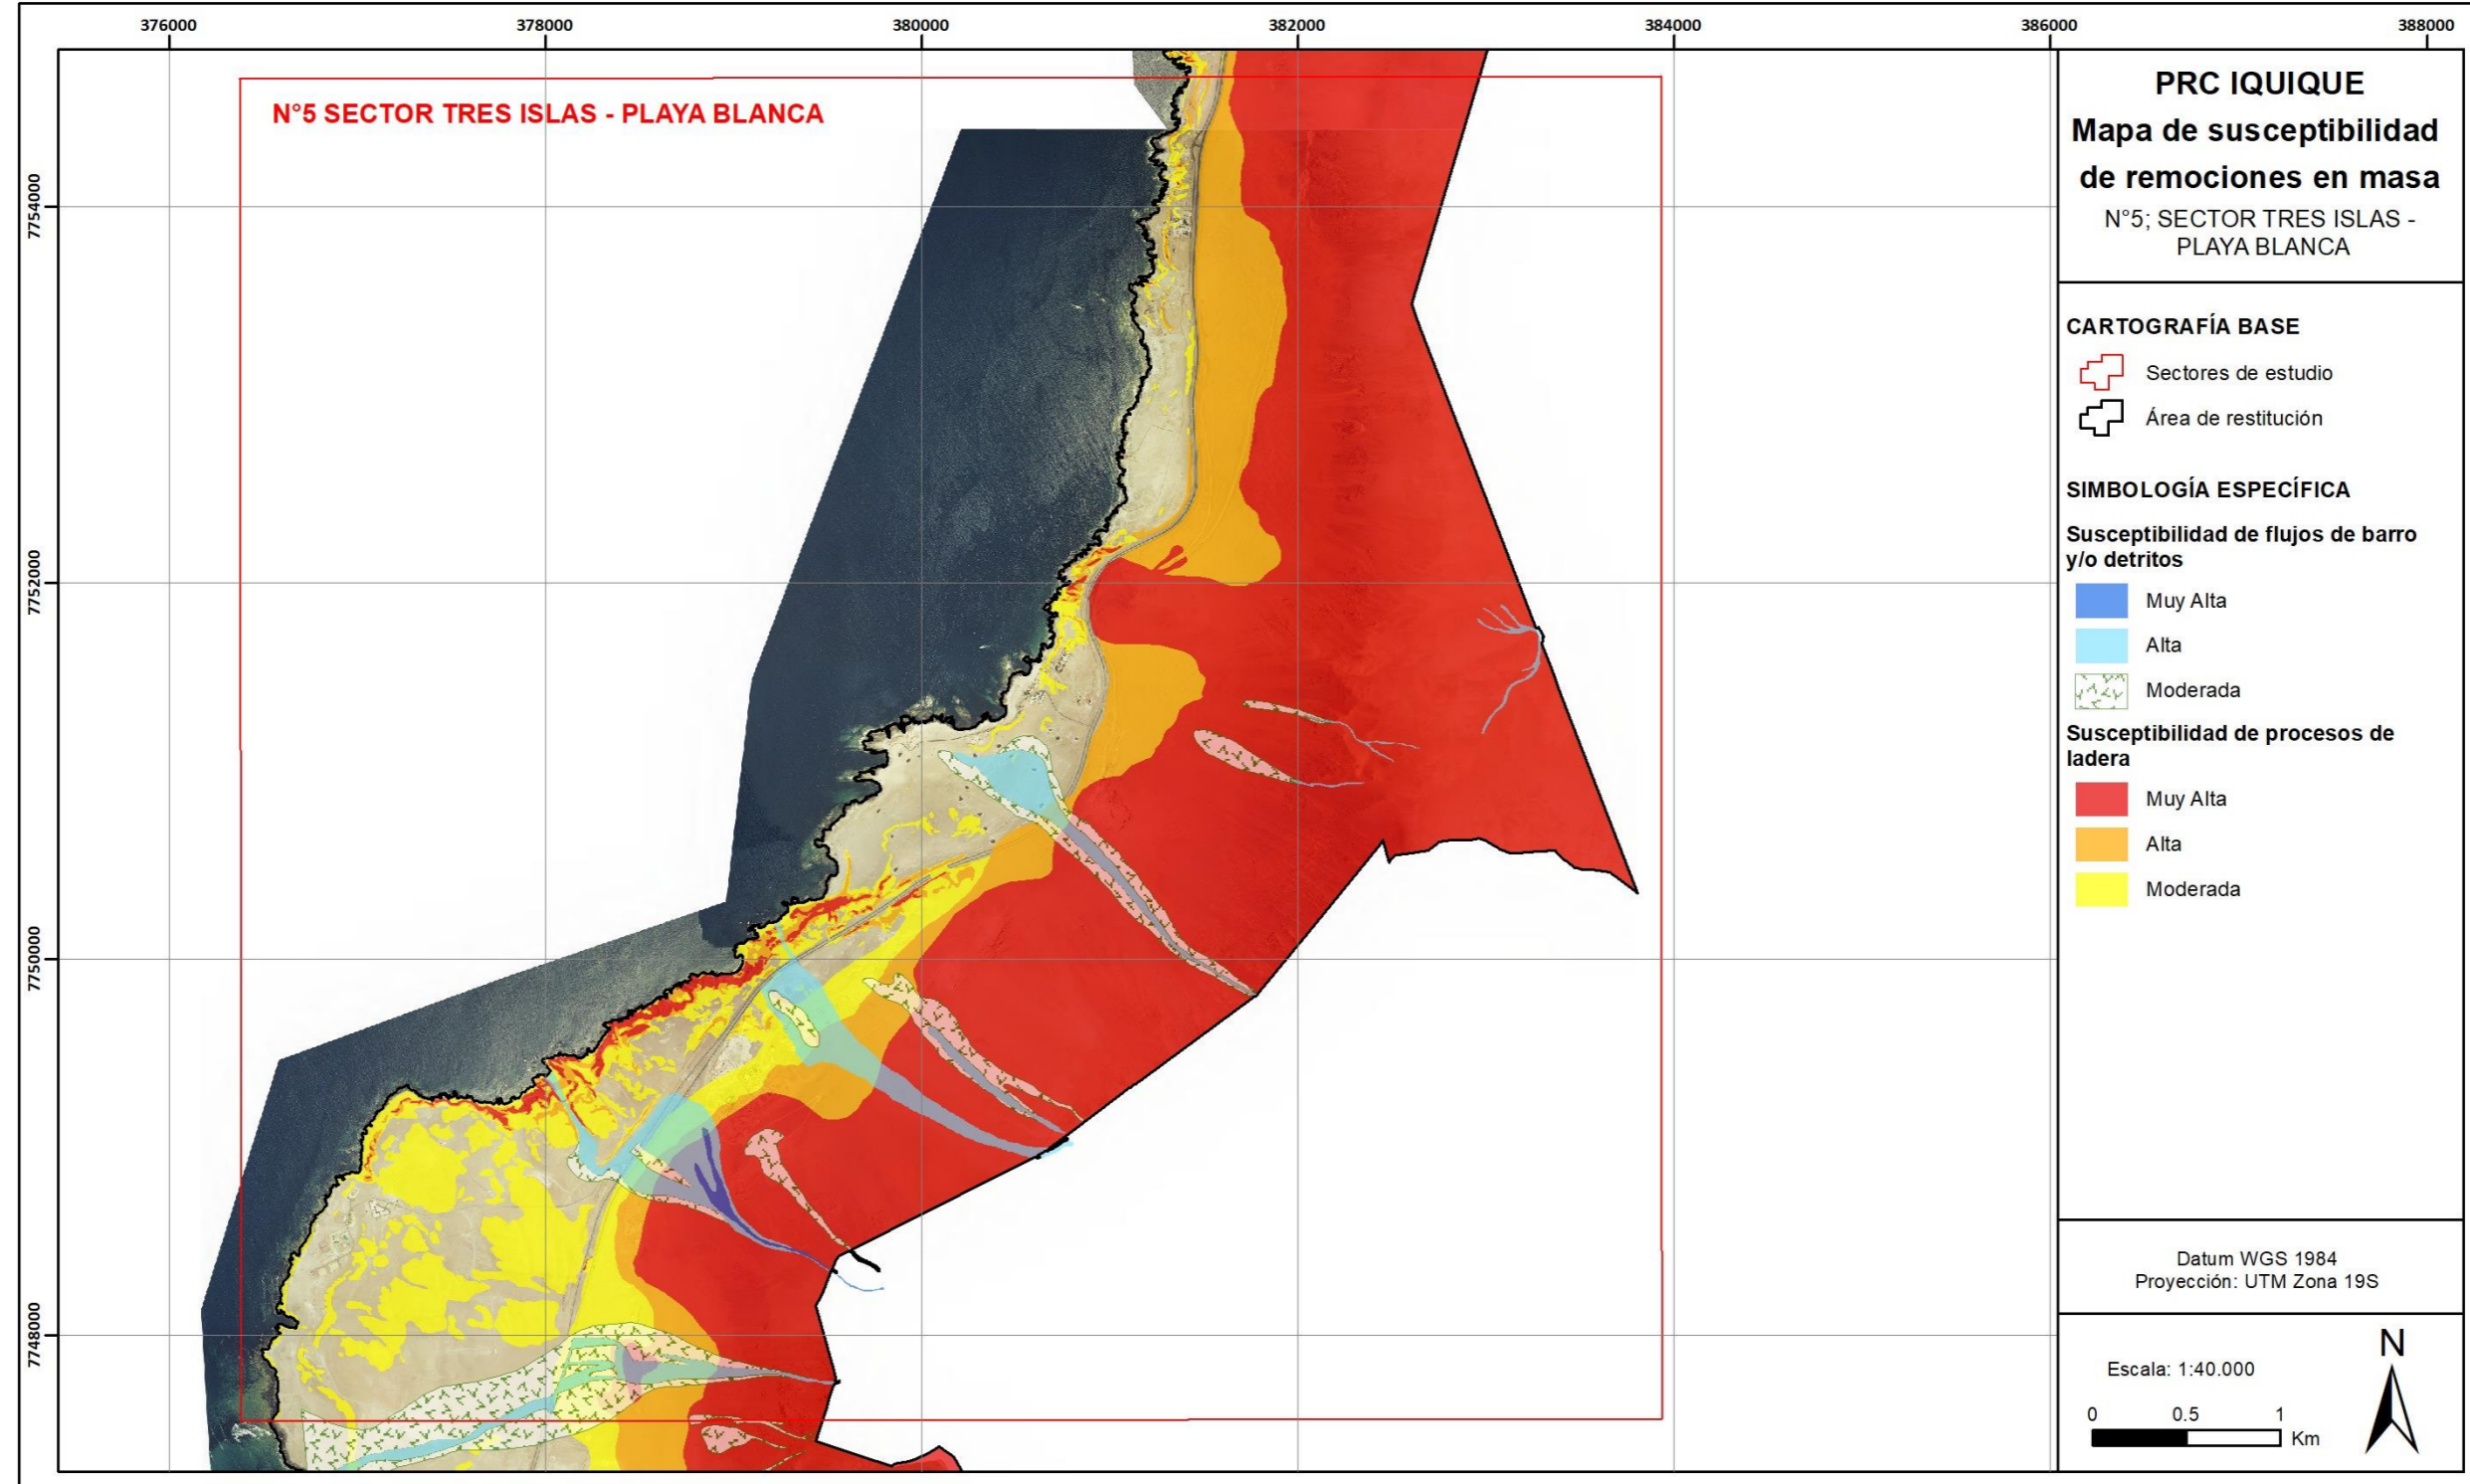 376000 378000 380000 382000 384000 386000 388000
7754000
7752000
7750000
7748000
N°5 SECTOR TRES ISLAS - PLAYA BLANCA
PRC IQUIQUE
Mapa de susceptibilidad
de remociones en masa
N°5; SECTOR TRES ISLAS -
PLAYA BLANCA
CARTOGRAFÍA BASE
Sectores de estudio
Área de restitución
SIMBOLOGÍA ESPECÍFICA
Susceptibilidad de flujos de barro
y/o detritos
Muy Alta
Alta
Moderada
Susceptibilidad de procesos de
ladera
Muy Alta
Alta
Moderada
Datum WGS 1984
Proyección: UTM Zona 19S
Escala: 1:40.000
0 0.5 1
Km
N